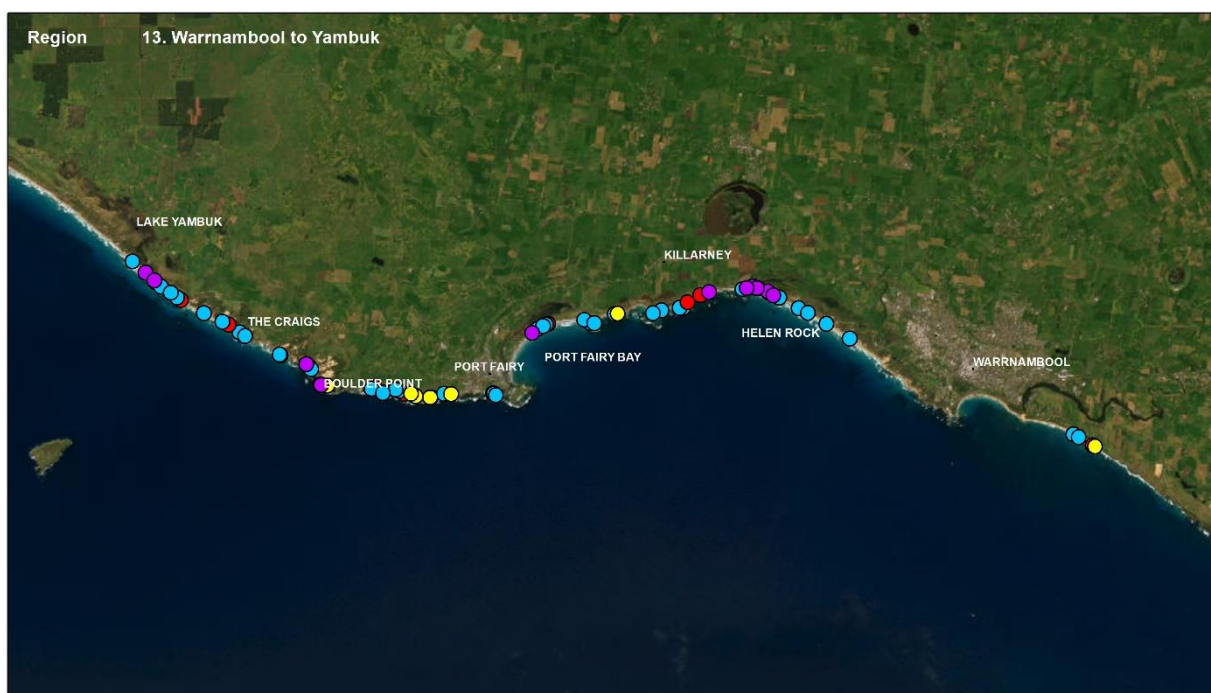 Region 13. Warrnambool to Yambuk
LAKE YAMBUK
KILLARNEY
THE CRAIGS
HELEN ROCK
PORT FAIRY BAY
PORT FAIRY
WARRNAMBOOL
BOULDER POINT